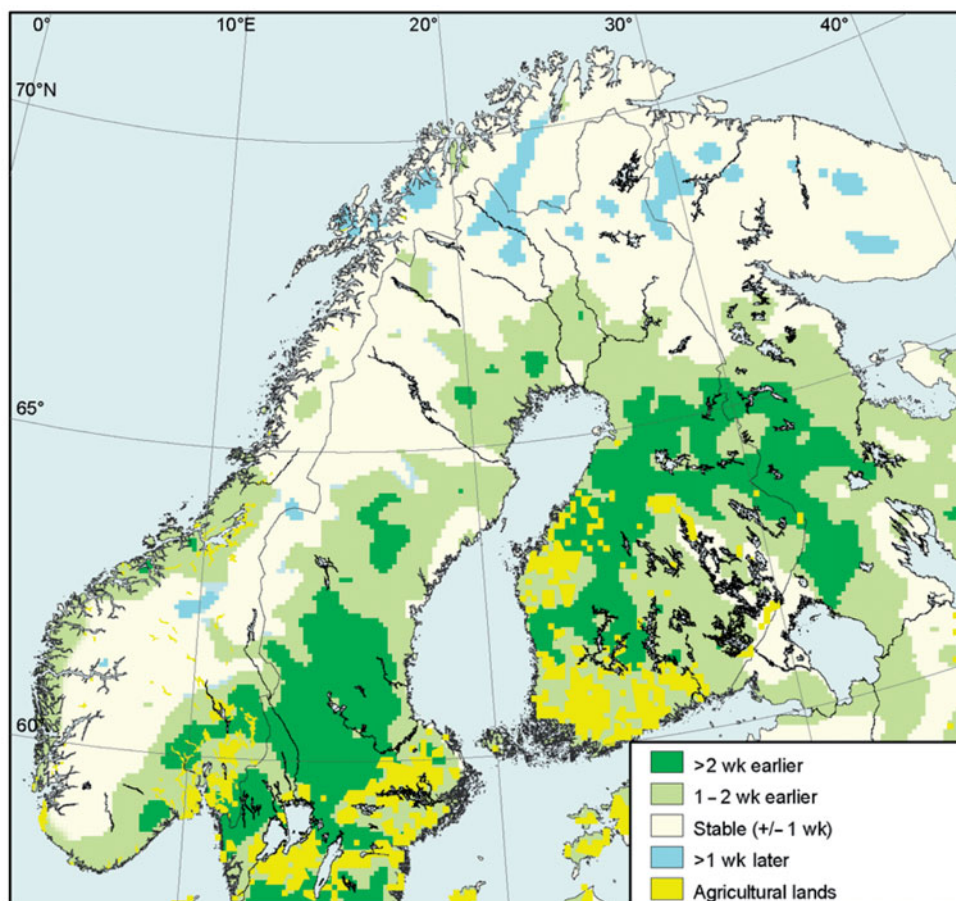 0°
10°E
20°
30°
40°
70°N
65°
60°
>2 wk earlier
1–2 wk earlier
Stable (+/– 1 wk)
>1 wk later
Agricultural lands